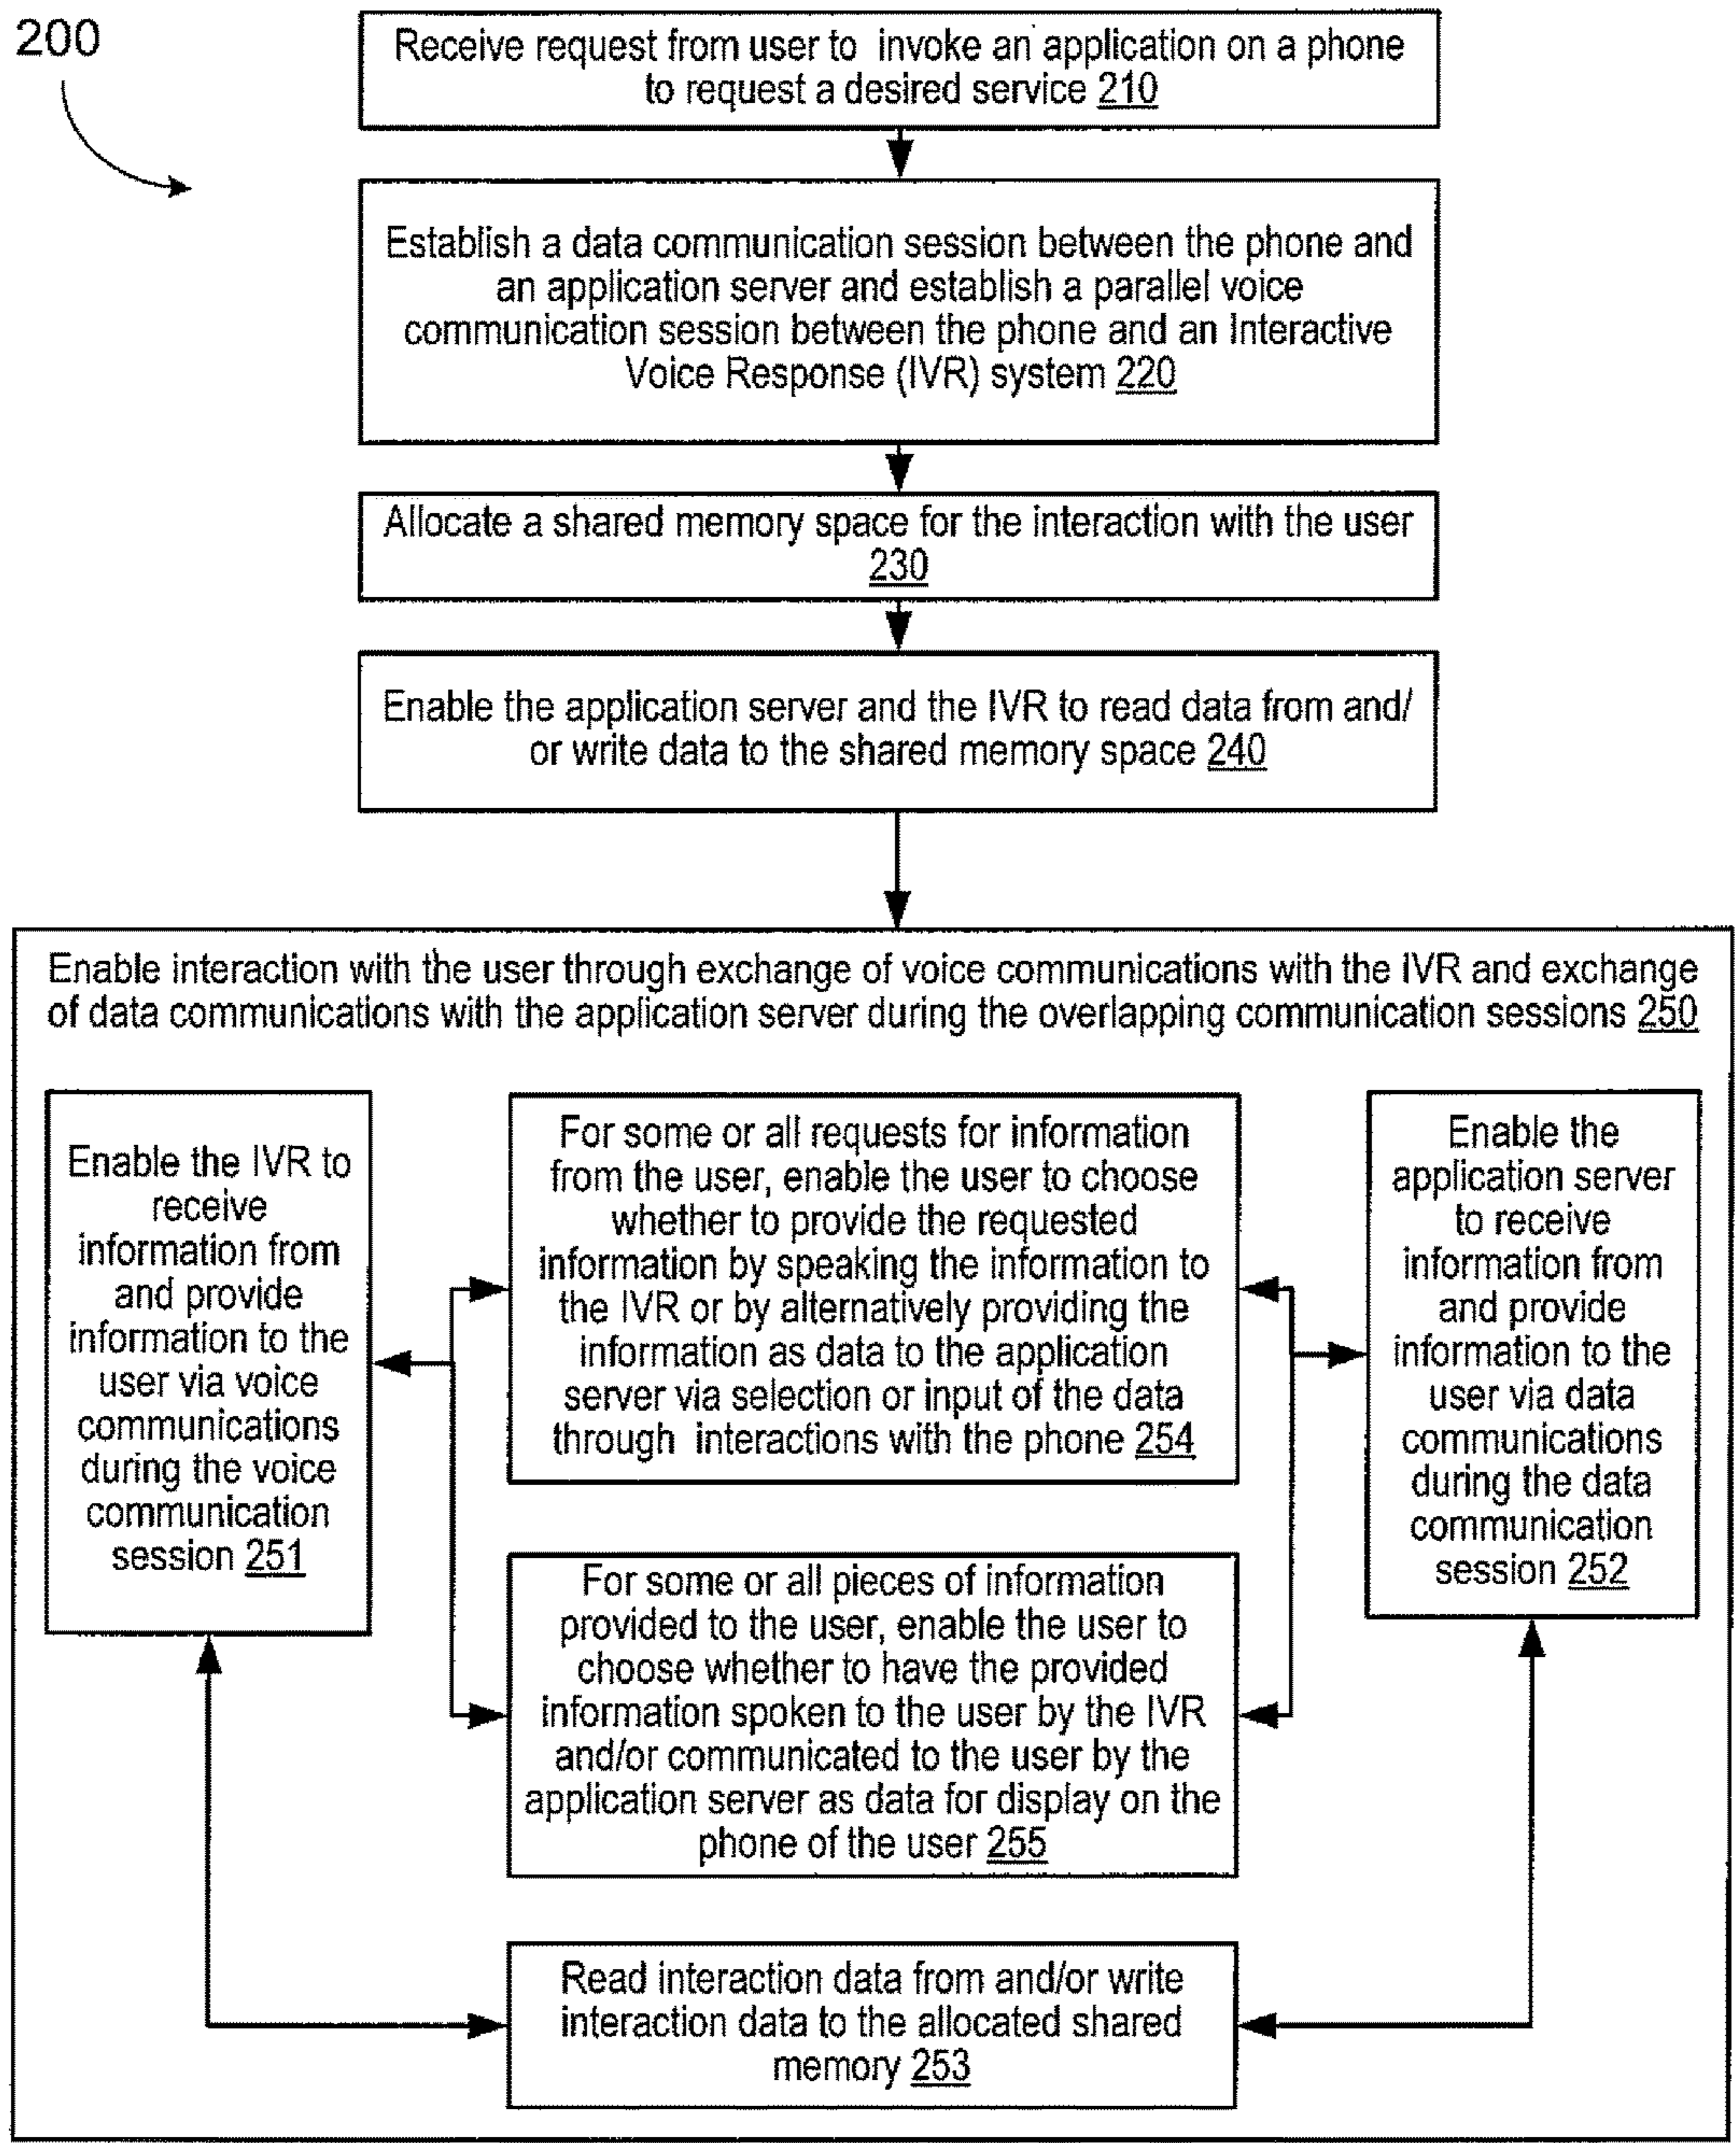 200
Receive request from user to invoke an application on a phone
to request a desired service 210
Establish a data communication session between the phone and
an application server and establish a parallel voice
communication session between the phone and an Interactive
Voice Response (IVR) system 220
Allocate a shared memory space for the interaction with the user
230
Enable the application server and the IVR to read data from and/
or write data to the shared memory space 240
Enable interaction with the user through exchange of voice communications with the IVR and exchange
of data communications with the application server during the overlapping communication sessions 250
Enable the IVR to
receive
information from
and provide
information to the
user via voice
communications
during the voice
communication
session 251
For some or all requests for information
from the user, enable the user to choose
whether to provide the requested
information by speaking the information to
the IVR or by alternatively providing the
information as data to the application
server via selection or input of the data
through interactions with the phone 254
Enable the
application server
to receive
information from
and provide
information to the
user via data
communications
during the data
communication
session 252
For some or all pieces of information
provided to the user, enable the user to
choose whether to have the provided
information spoken to the user by the IVR
and/or communicated to the user by the
application server as data for display on the
phone of the user 255
Read interaction data from and/or write
interaction data to the allocated shared
memory 253